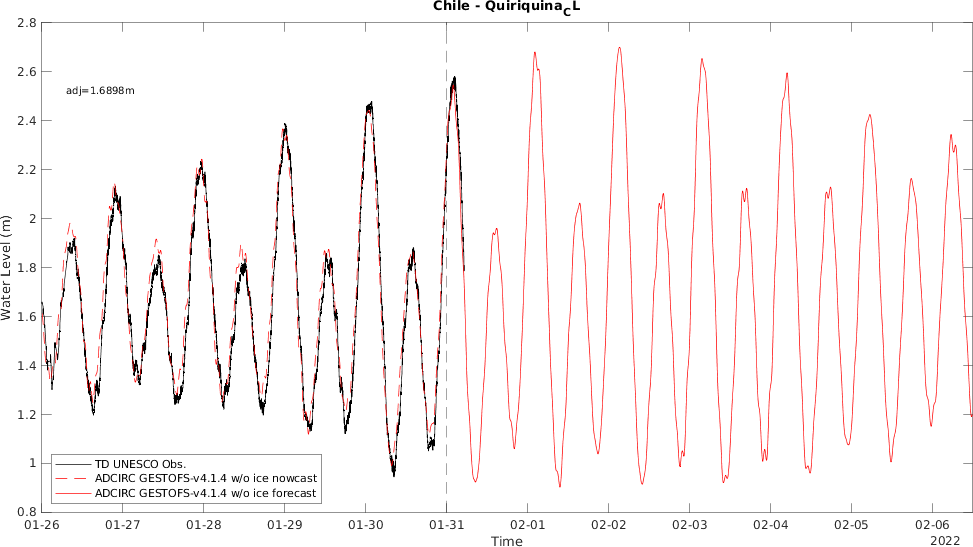 Chile - Quiriquina_CL
2.8
2.6
2.4
2.2
2
1.8
1.6
1.4
1.2
1
0.8
Water Level (m)
adj=1.6898m
TD UNESCO Obs.
ADCIRC GESTOFS-v4.1.4 w/o ice nowcast
ADCIRC GESTOFS-v4.1.4 w/o ice forecast
01-26 01-27 01-28 01-29 01-30 01-31 02-01 02-02 02-03 02-04 02-05 02-06
Time
2022